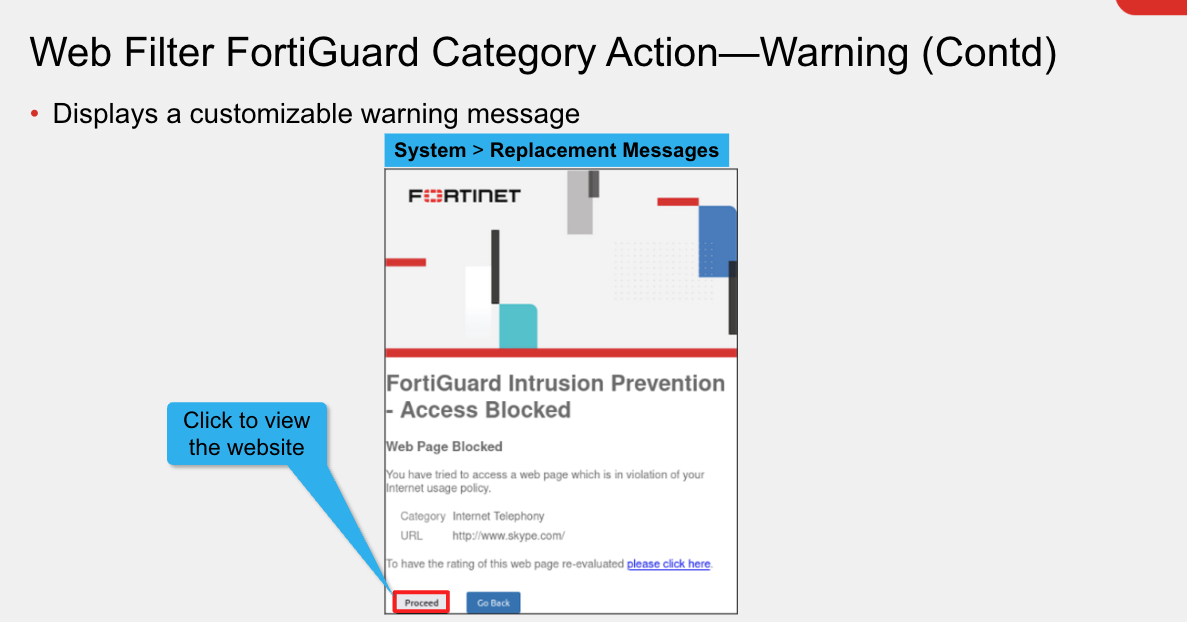 Web Filter FortiGuard Category Action—Warning (Contd)
• Displays a customizable warning message
System > Replacement Messages
FORTINET
FortiGuard Intrusion Prevention
- Access Blocked
Click to view
the website
Web Page Blocked
You have tried to access a web page which is in violation of your
Internet usage policy.
Category Internet Telephony
URL http://www.skype.com/
To have the rating of this web page re-evaluated please click here.
Proceed Go Back